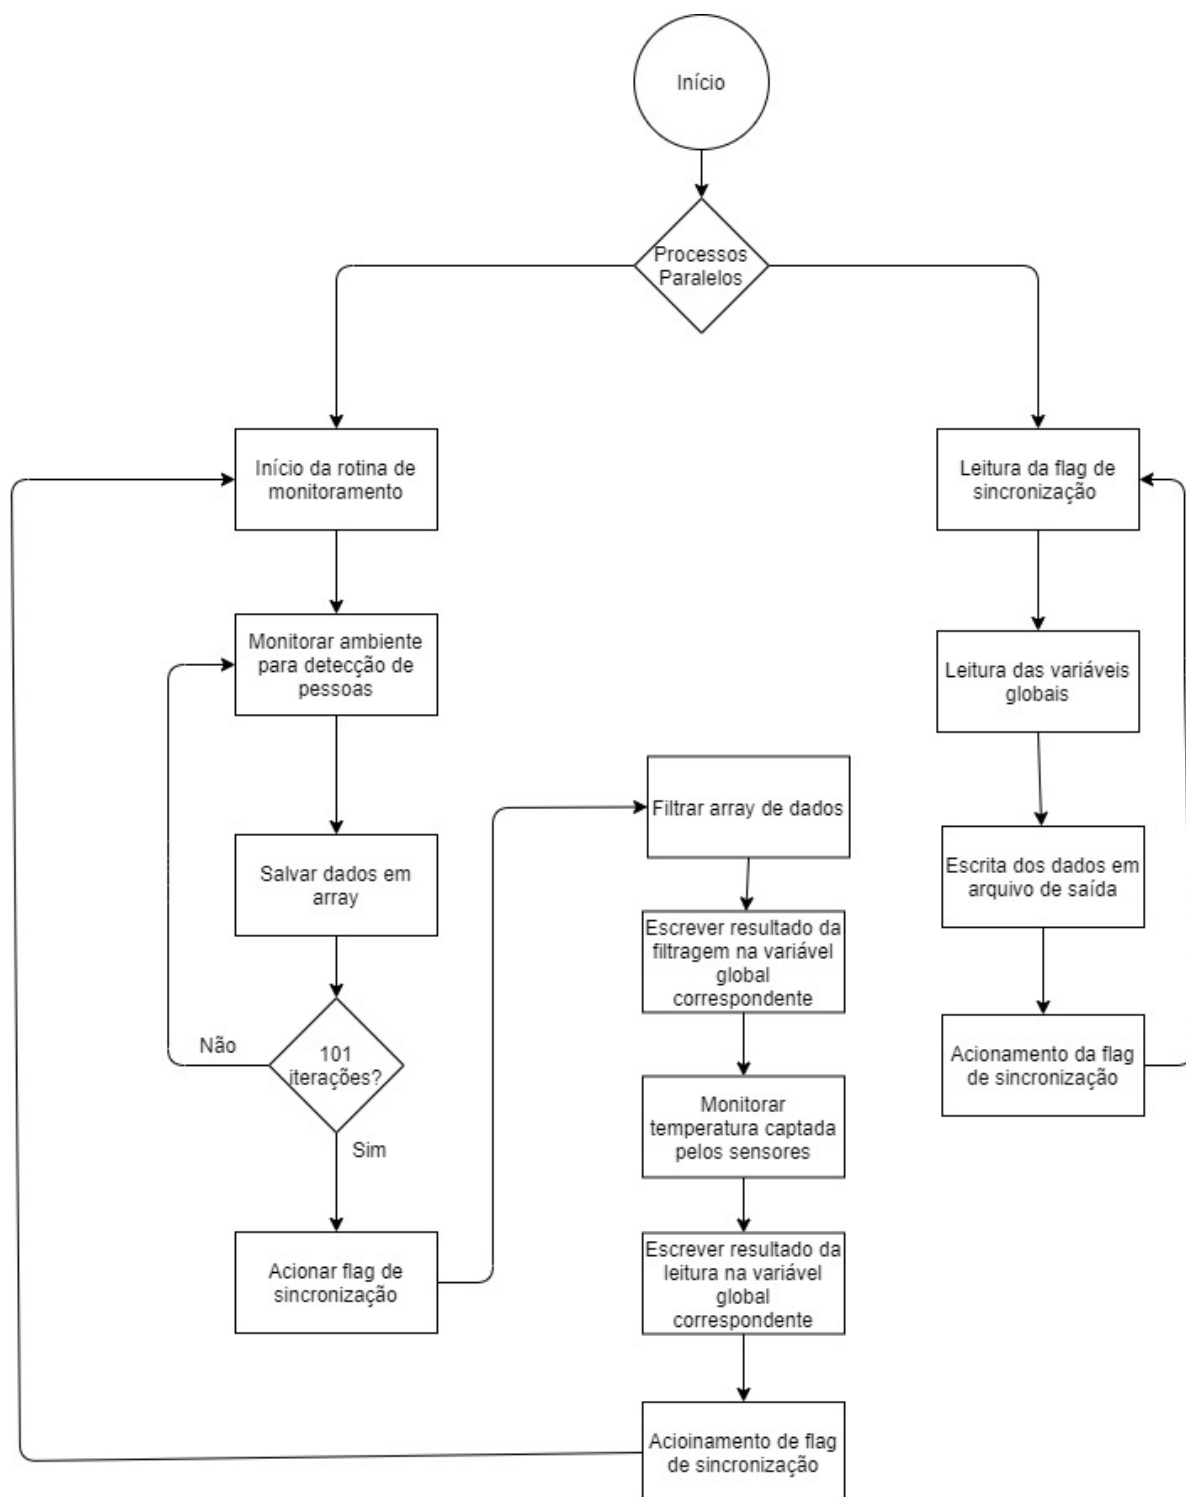 Início
Processos
Paralelos
Início da rotina de
monitoramento
Monitorar ambiente
para detecção de
pessoas
Salvar dados em
array
Não
101
iterações?
Sim
Acionar flag de
sincronização
Filtrar array de dados
Escrever resultado da
filtragem na variável
global
correspondente
Monitorar
temperatura captada
pelos sensores
Escrever resultado da
leitura na variável
global
correspondente
Acioinamento de flag
de sincronização
Leitura da flag de
sincronização
Leitura das variáveis
globais
Escrita dos dados em
arquivo de saída
Acionamento da flag
de sincronização